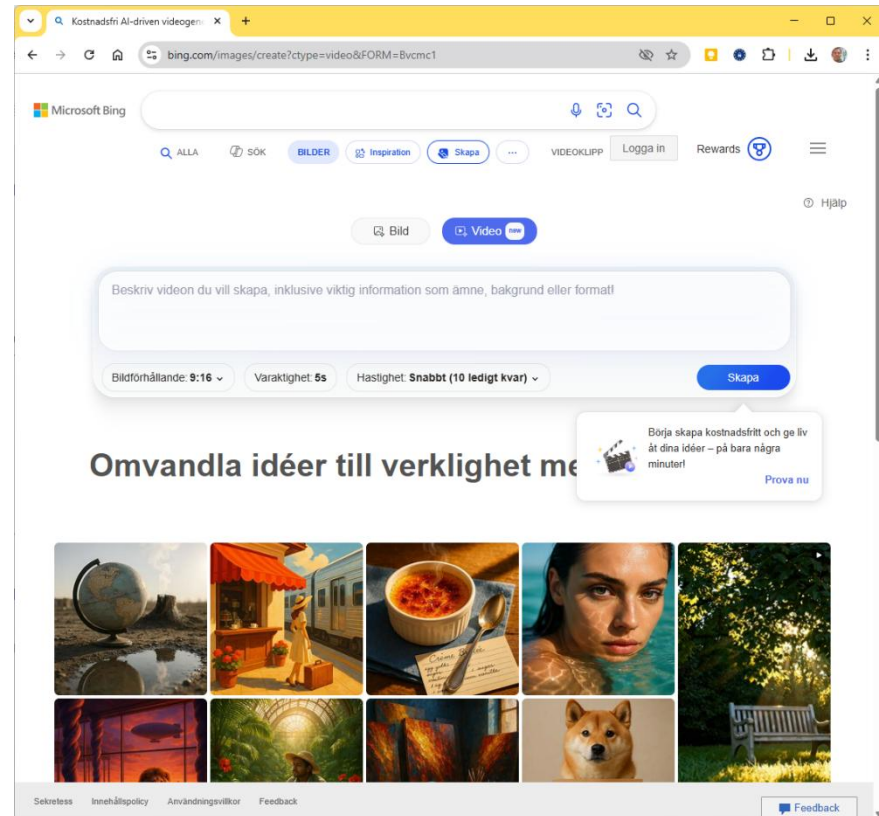 Kostnadsfri AI-driven videogen
bing.com/images/create?ctype=video&FORM=Bvcmc1
Microsoft Bing
ALLA SÖK BILDER Inspiration Skapa ... VIDEOKLIPP Logga in Rewards
Hjälp
Bild Video new
Beskriv videon du vill skapa, inklusive viktig information som ämne, bakgrund eller format!
Bildförhållande: 9:16 Varaktighet: 5s Hastighet: Snabbt (10 ledigt kvar) Skapa
Börja skapa kostnadsfritt och ge liv
åt dina idéer – på bara några
minuter!
Prova nu
Omvandla idéer till verklighet me
Sekretess Innehållspolicy Användningsvillkor Feedback
Feedback